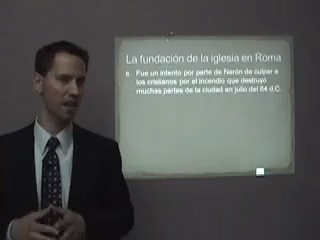 La fundación de la iglesia en Roma
Fue un intento por parte de Nerón de culpar a
los cristianos por el incendio que destruyó
muchas partes de la ciudad en julio del 64 d.C.